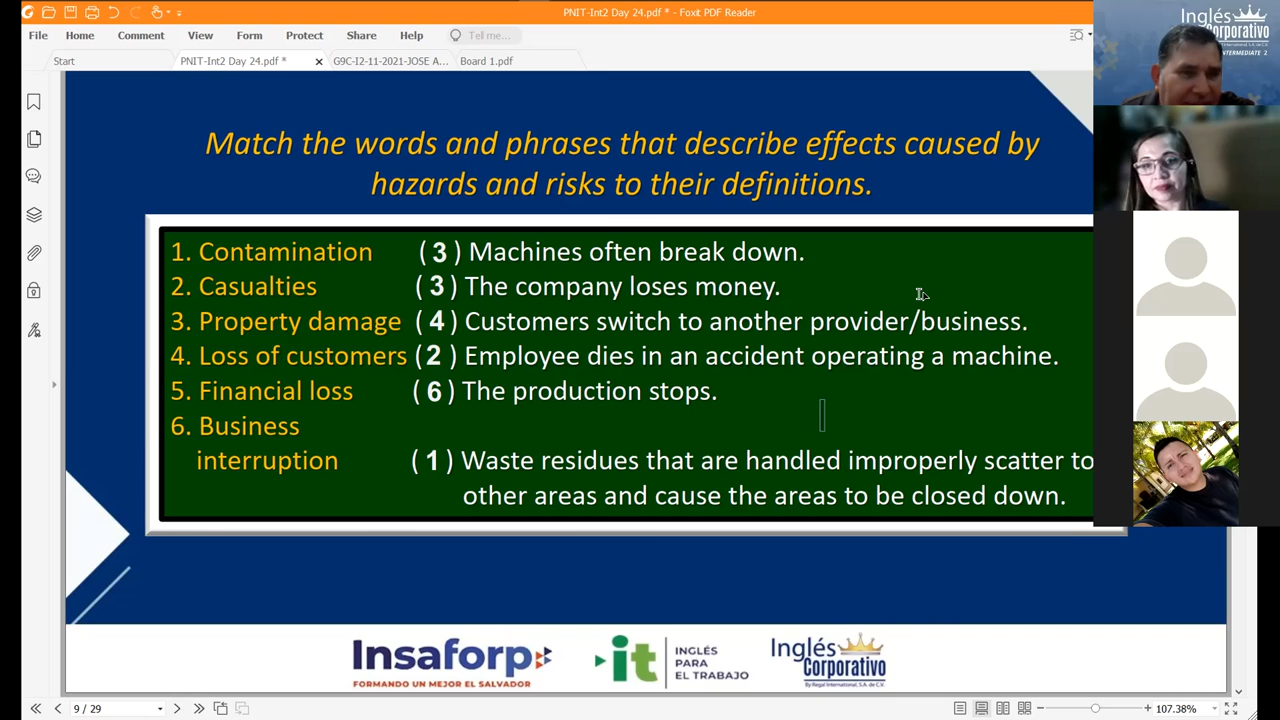 PNIT-Int2 Day 24.pdf * - Foxit PDF Reader
File Home Comment View Form Protect Share Help Tell me...
Start PNIT-Int2 Day 24.pdf * G9C-I2-11-2021-JOSE A... Board 1.pdf
Inglés
Corporativo
INTERMEDIATE 2
Match the words and phrases that describe effects caused by
hazards and risks to their definitions.
1. Contamination ( 3 ) Machines often break down.
2. Casualties ( 3 ) The company loses money.
3. Property damage ( 4 ) Customers switch to another provider/business.
4. Loss of customers ( 2 ) Employee dies in an accident operating a machine.
5. Financial loss ( 6 ) The production stops.
6. Business
interruption ( 1 ) Waste residues that are handled improperly scatter to
other areas and cause the areas to be closed down.
Insaforp
FORMANDO UN MEJOR EL SALVADOR
it INGLÉS
PARA
EL TRABAJO
Inglés
Corporativo
By Regal International, S.A. de C.V.
9 / 29 107.38%